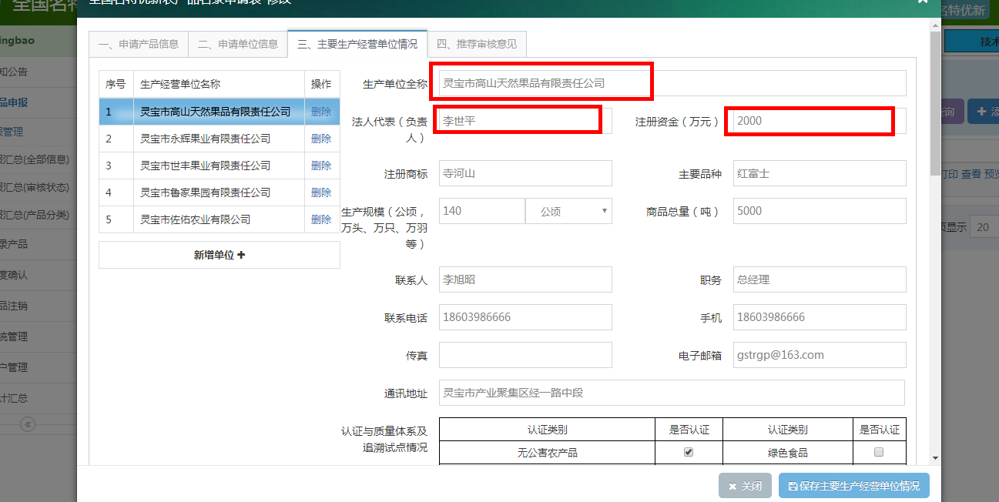 全国名特优新农产品名录申请表-修改
全国名特
名特优新
ingbao
技术
知公告
品申报
管理
汇总(全部信息)
汇总(审核状态)
汇总(产品分类)
录产品
度确认
品注销
统管理
户管理
计汇总
一、申请产品信息
二、申请单位信息
三、主要生产经营单位情况
四、推荐审核意见
序号 生产经营单位名称 操作
1 灵宝市高山天然果品有限责任公司 删除
2 灵宝市永辉果业有限责任公司 删除
3 灵宝市世丰果业有限责任公司 删除
4 灵宝市鲁家果园有限责任公司 删除
5 灵宝市佐佑农业有限公司 删除
新增单位
生产单位全称 灵宝市高山天然果品有限责任公司
法人代表（负责
人） 李世平
注册资金（万元） 2000
注册商标 寺河山
主要品种 红富士
生产规模（公顷，
万头、万只、万羽
等） 140 公顷
商品总量（吨） 5000
联系人 李旭昭
职务 总经理
联系电话 18603986666
手机 18603986666
传真
电子邮箱 gstrgp@163.com
通讯地址 灵宝市产业聚集区经一路中段
认证与质量体系及
追溯试点情况
认证类别 是否认证 认证类别 是否认证
无公害农产品 绿色食品
关闭
保存主要生产经营单位情况
询
添
打印 查看 预览
页显示 20